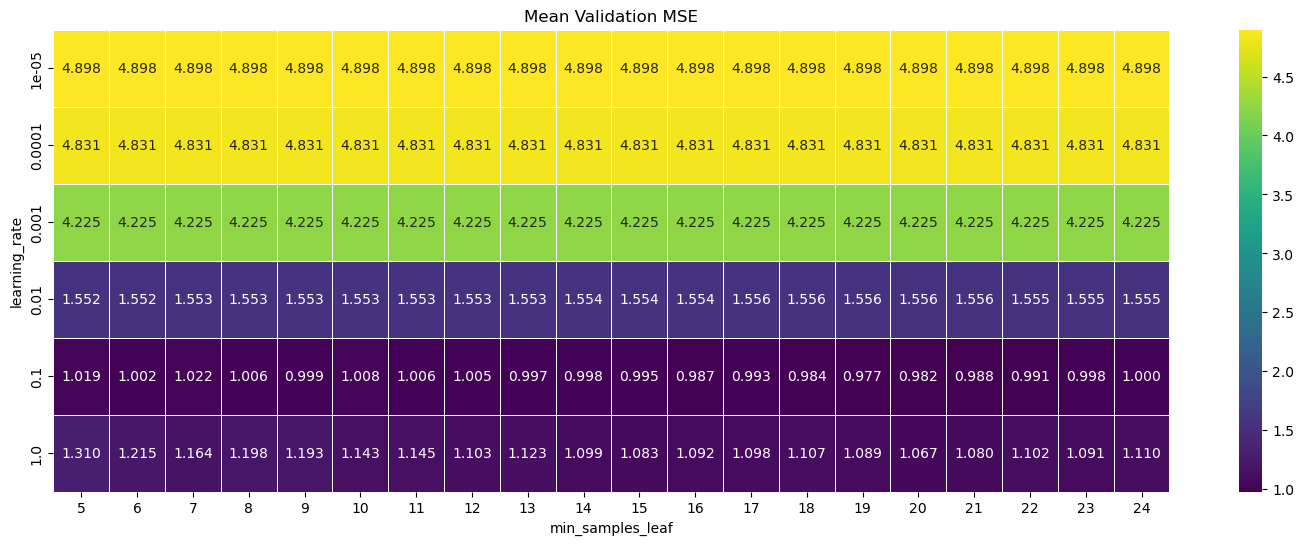 Mean Validation MSE
learning_rate
1e-05 4.898 4.898 4.898 4.898 4.898 4.898 4.898 4.898 4.898 4.898 4.898 4.898 4.898 4.898 4.898 4.898 4.898 4.898 4.898 4.898
0.0001 4.831 4.831 4.831 4.831 4.831 4.831 4.831 4.831 4.831 4.831 4.831 4.831 4.831 4.831 4.831 4.831 4.831 4.831 4.831 4.831
0.001 4.225 4.225 4.225 4.225 4.225 4.225 4.225 4.225 4.225 4.225 4.225 4.225 4.225 4.225 4.225 4.225 4.225 4.225 4.225 4.225
0.01 1.552 1.552 1.553 1.553 1.553 1.553 1.553 1.553 1.553 1.554 1.554 1.554 1.556 1.556 1.556 1.556 1.556 1.555 1.555 1.555
0.1 1.019 1.002 1.022 1.006 0.999 1.008 1.006 1.005 0.997 0.998 0.995 0.987 0.993 0.984 0.977 0.982 0.988 0.991 0.998 1.000
1.0 1.310 1.215 1.164 1.198 1.193 1.143 1.145 1.103 1.123 1.099 1.083 1.092 1.098 1.107 1.089 1.067 1.080 1.102 1.091 1.110
5 6 7 8 9 10 11 12 13 14 15 16 17 18 19 20 21 22 23 24
min_samples_leaf
4.5
4.0
3.5
3.0
2.5
2.0
1.5
1.0